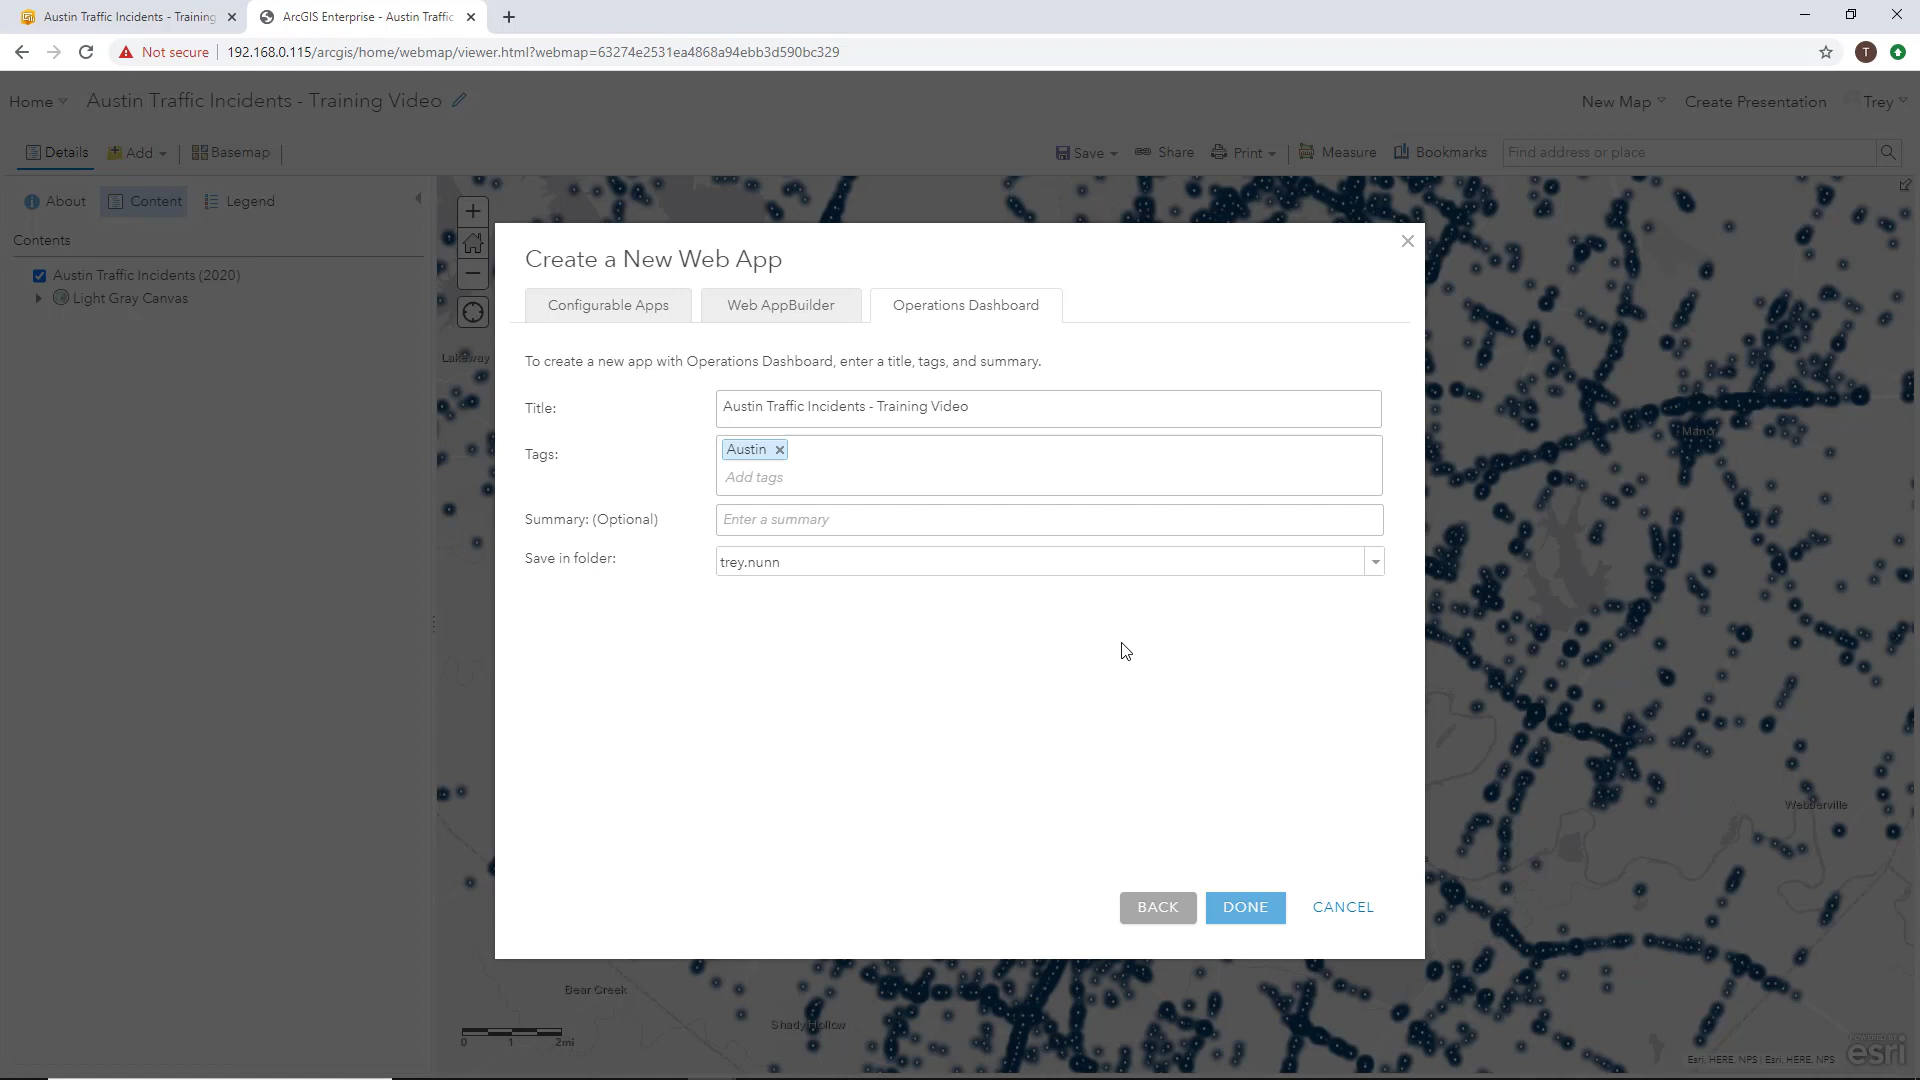 Austin Traffic Incidents - Training
ArcGIS Enterprise - Austin Traffic
Not secure
192.168.0.115/arcgis/home/webmap/viewer.html?webmap=63274e2531ea4868a94ebb3d590bc329
T
Home
Austin Traffic Incidents - Training Video
New Map
Create Presentation
Trey
Details
Add
Basemap
Save
Share
Print
Measure
Bookmarks
Find address or place
About
Content
Legend
Contents
Austin Traffic Incidents (2020)
Light Gray Canvas
Lakeway
Create a New Web App
Configurable Apps
Web AppBuilder
Operations Dashboard
To create a new app with Operations Dashboard, enter a title, tags, and summary.
Title:
Austin Traffic Incidents - Training Video
Tags:
Austin
Add tags
Summary: (Optional)
Enter a summary
Save in folder:
trey.nunn
BACK
DONE
CANCEL
Manor
Webberville
Bear Creek
Shady Hollow
0 1 2mi
Esri, HERE, NPS | Esri, HERE, NPS
POWERED BY
esri